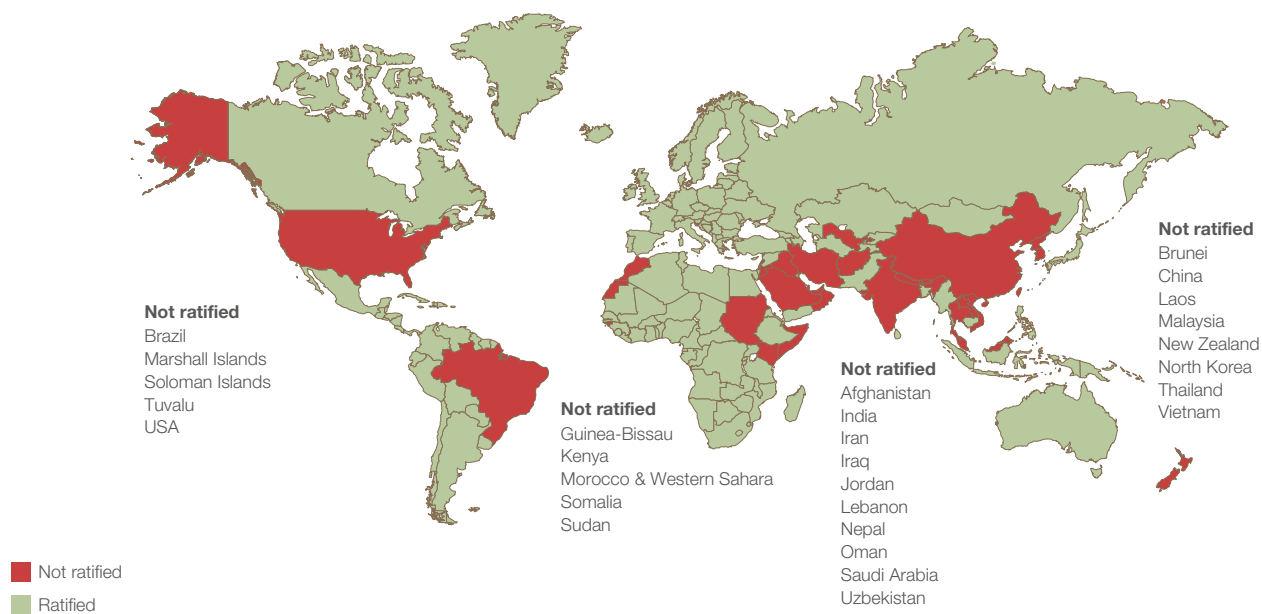 Not ratified
Brazil
Marshall Islands
Soloman Islands
Tuvalu
USA
Not ratified
Guinea-Bissau
Kenya
Morocco & Western Sahara
Somalia
Sudan
Not ratified
Afghanistan
India
Iran
Iraq
Jordan
Lebanon
Nepal
Oman
Saudi Arabia
Uzbekistan
Not ratified
Brunei
China
Laos
Malaysia
New Zealand
North Korea
Thailand
Vietnam
Not ratified
Ratified